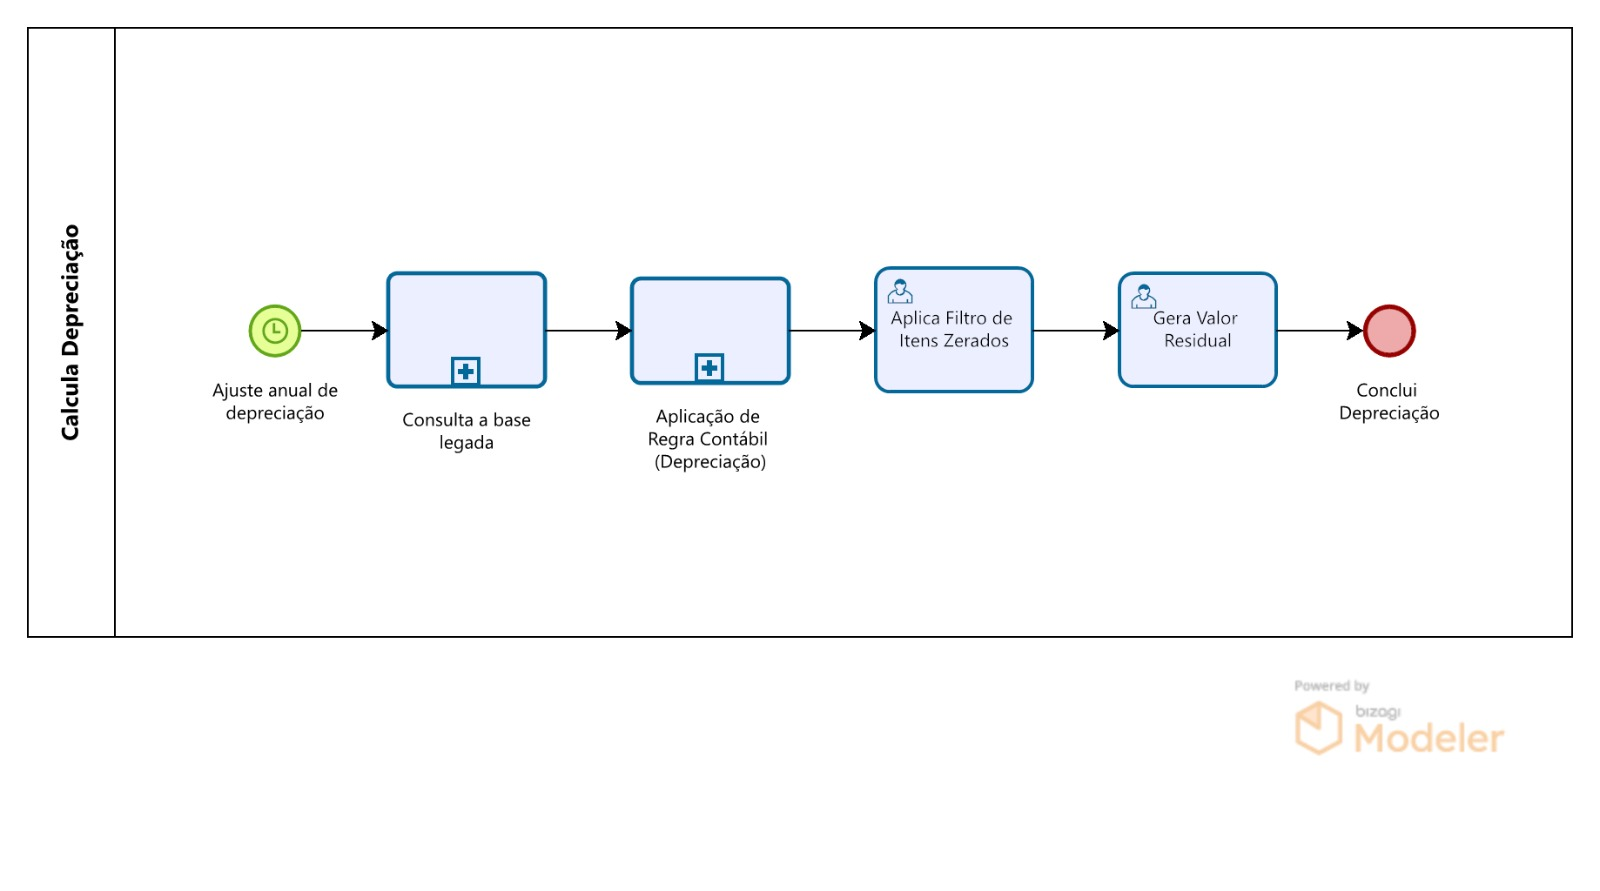 Calcula Depreciação
Ajuste anual de
depreciação
Consulta a base
legada
Aplicação de
Regra Contábil
(Depreciação)
Aplica Filtro de
Itens Zerados
Gera Valor
Residual
Conclui
Depreciação
Powered by
bizagi
Modeler